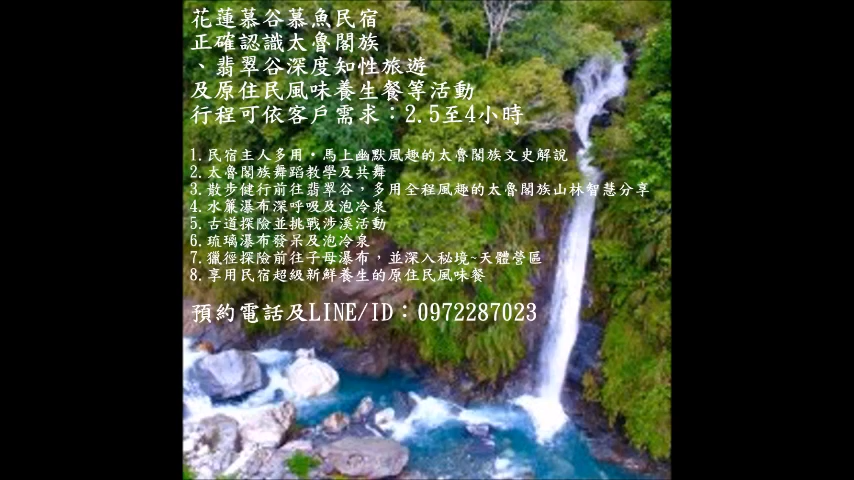 花蓮慕谷慕魚民宿
正確認識太魯閣族
、翡翠谷深度知性旅遊
及原住民風味養生餐等活動
行程可依客戶需求：2.5至4小時
1.民宿主人多用·馬上幽默風趣的太魯閣族文史解說
2.太魯閣族舞蹈教學及共舞
3.散步健行前往翡翠谷，多用全程風趣的太魯閣族山林智慧分享
4.水簾瀑布深呼吸及泡冷泉
5.古道探險並挑戰涉溪活動
6.琉璃瀑布發呆及泡冷泉
7.獵徑探險前往子母瀑布，並深入秘境~天體營區
8.享用民宿超級新鮮養生的原住民風味餐
預約電話及LINE/ID：0972287023